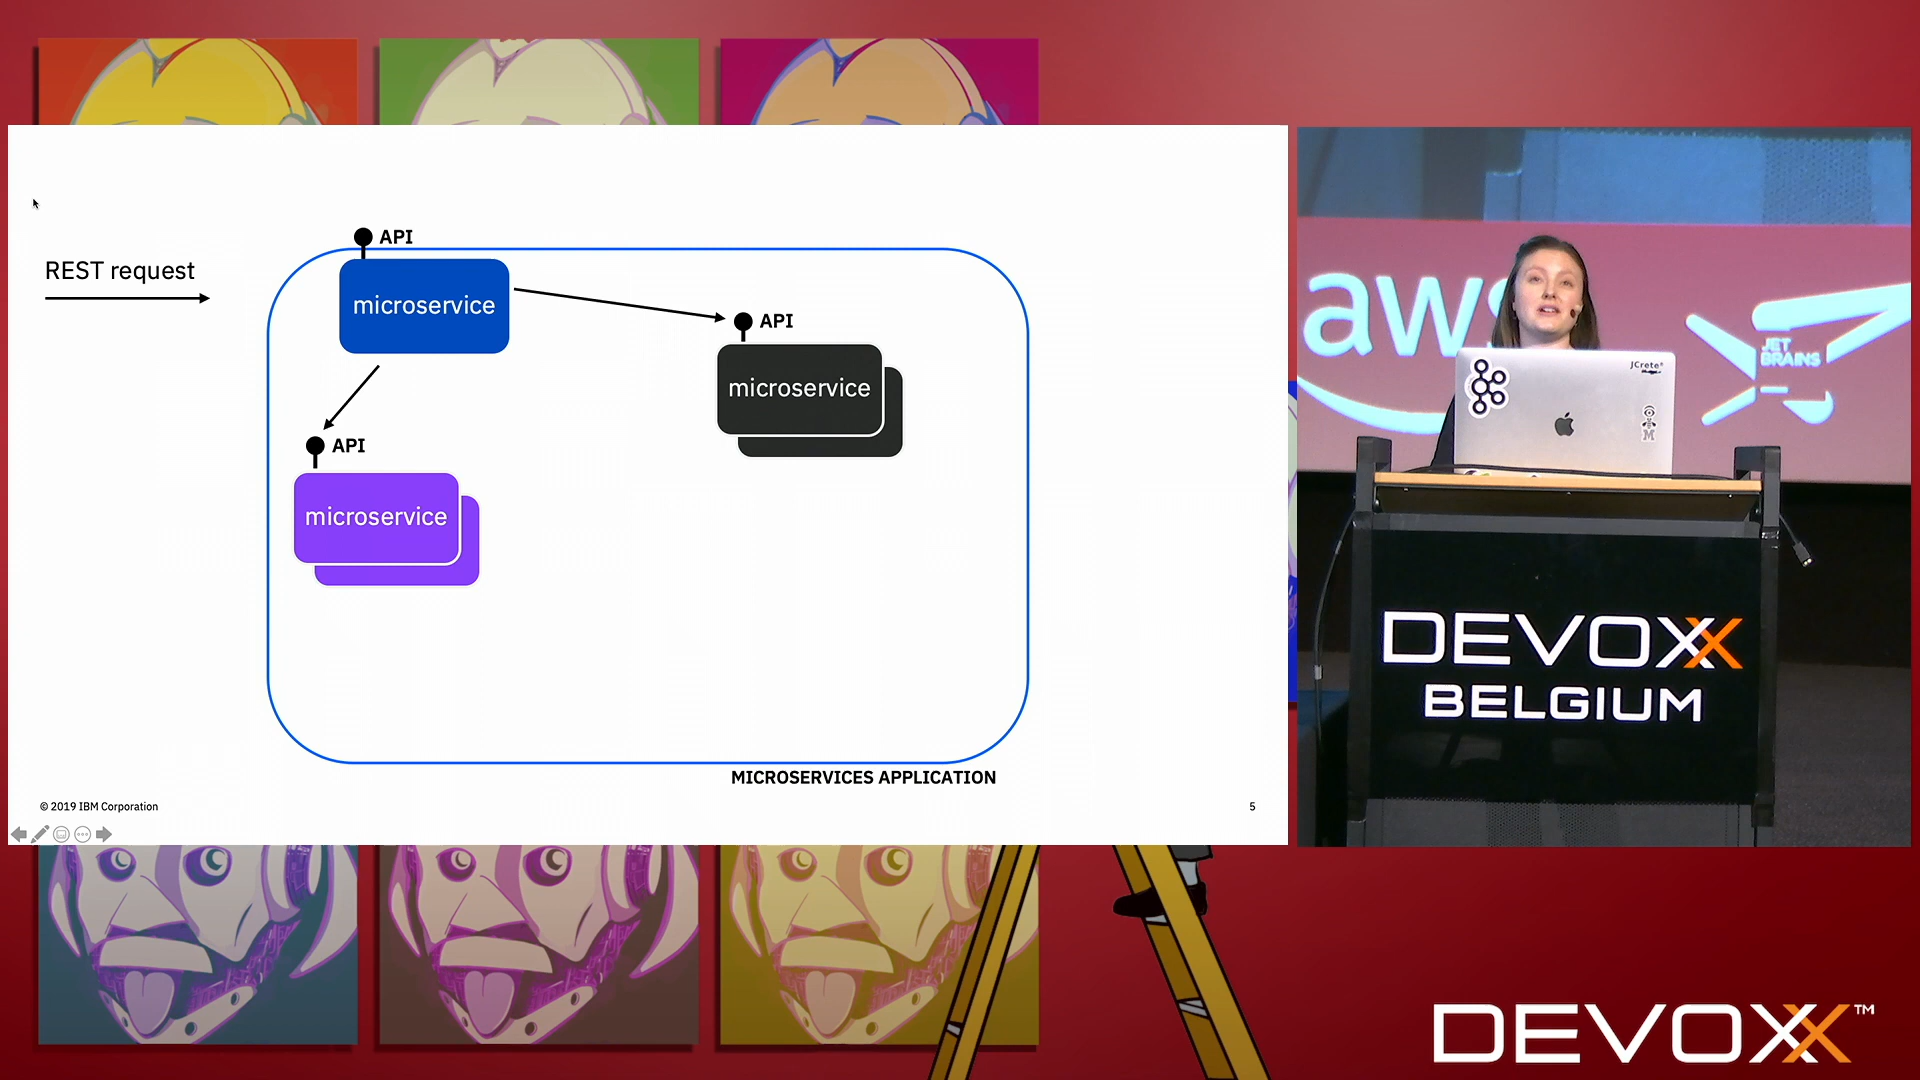 API
REST request
microservice
API
microservice
API
microservice
MICROSERVICES APPLICATION
© 2019 IBM Corporation
5
aws
JET
BRAINS
JCrete
M
DEVOXX
BELGIUM
DEVOXX™